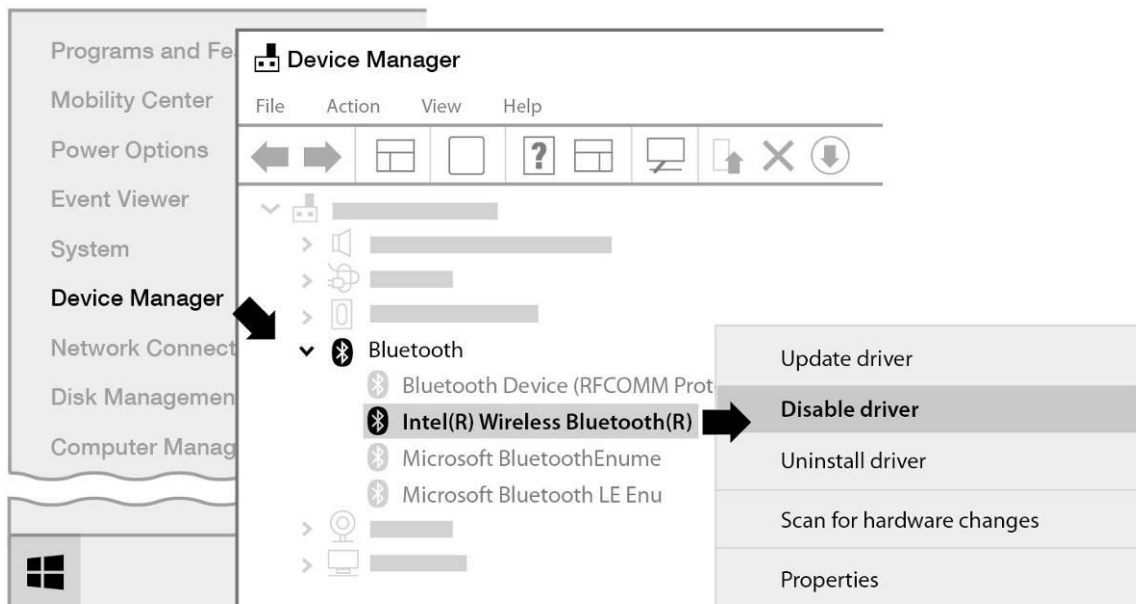 Programs and Fe
Mobility Center
Power Options
Event Viewer
System
Device Manager
Network Connect
Disk Managemen
Computer Manag
Device Manager
File Action View Help
?
Bluetooth
Bluetooth Device (RFCOMM Prot
Intel(R) Wireless Bluetooth(R)
Microsoft BluetoothEnume
Microsoft Bluetooth LE Enu
Update driver
Disable driver
Uninstall driver
Scan for hardware changes
Properties